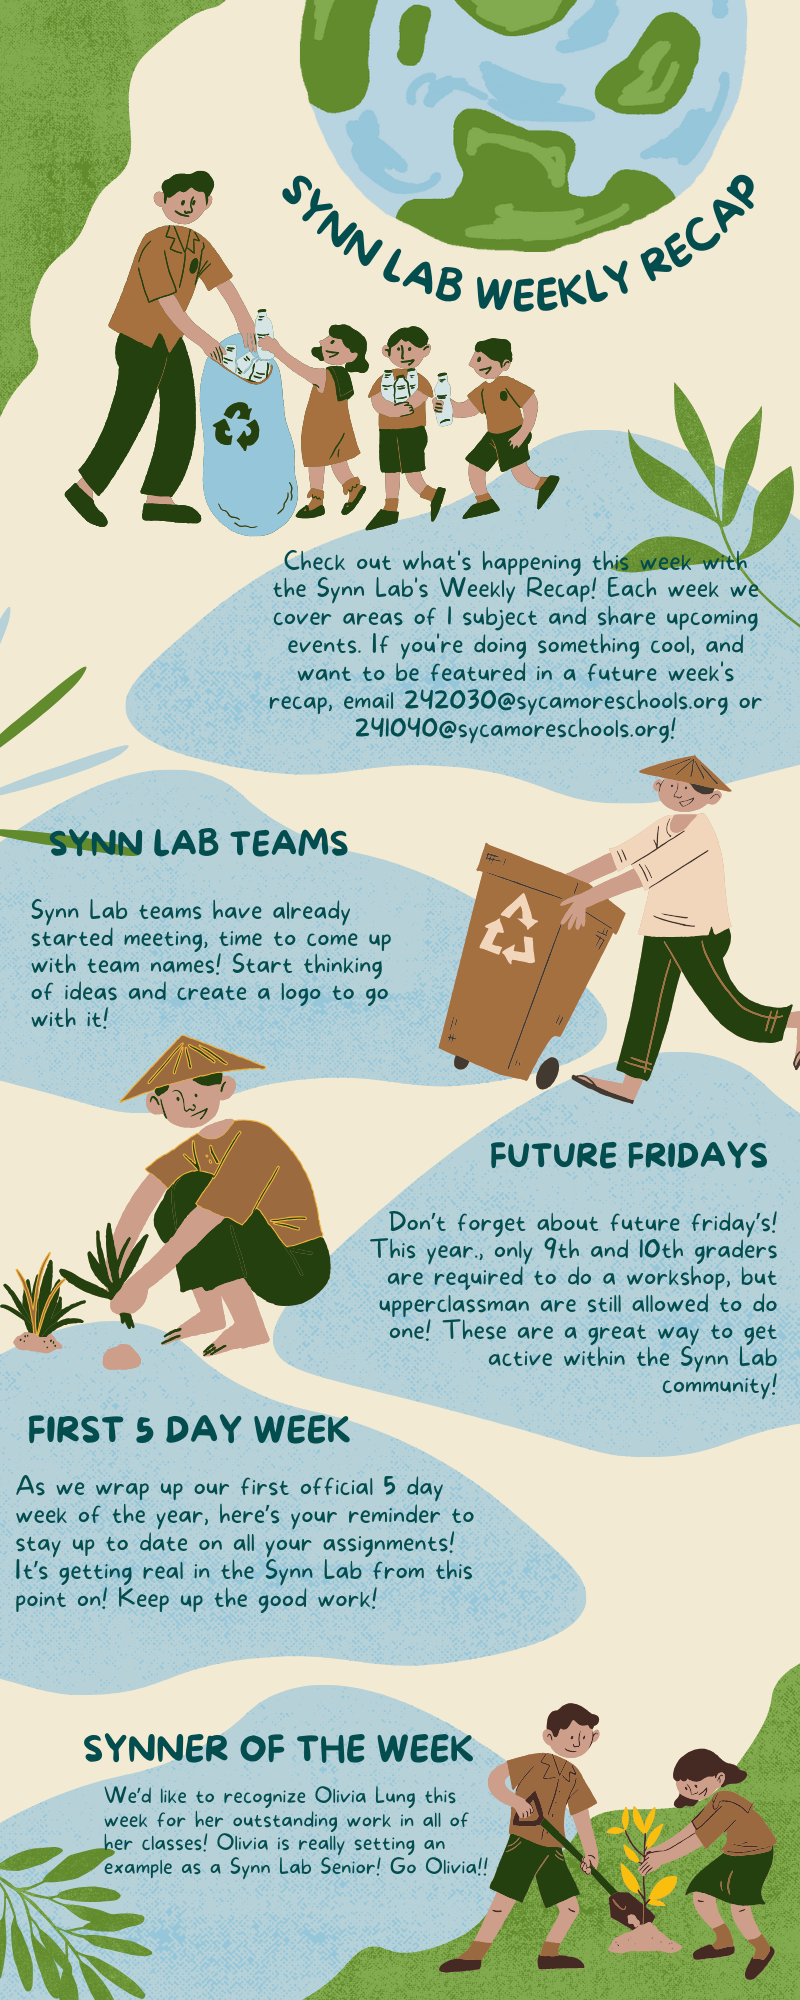 SYNN LAB WEEKLY RECAP
Check out what's happening this week with
the Synn Lab's Weekly Recap! Each week we
cover areas of 1 subject and share upcoming
events. If you're doing something cool, and
want to be featured in a future week's
recap, email 242030@sycamoreschools.org or
241040@sycamoreschools.org!
SYNN LAB TEAMS
Synn Lab teams have already
started meeting, time to come up
with team names! Start thinking
of ideas and create a logo to go
with it!
FUTURE FRIDAYS
Don't forget about future friday's!
This year., only 9th and 10th graders
are required to do a workshop, but
upperclassman are still allowed to do
one! These are a great way to get
active within the Synn Lab
community!
FIRST 5 DAY WEEK
As we wrap up our first official 5 day
week of the year, here's your reminder to
stay up to date on all your assignments!
It's getting real in the Synn Lab from this
point on! Keep up the good work!
SYNNER OF THE WEEK
We'd like to recognize Olivia Lung this
week for her outstanding work in all of
her classes! Olivia is really setting an
example as a Synn Lab Senior! Go Olivia!!